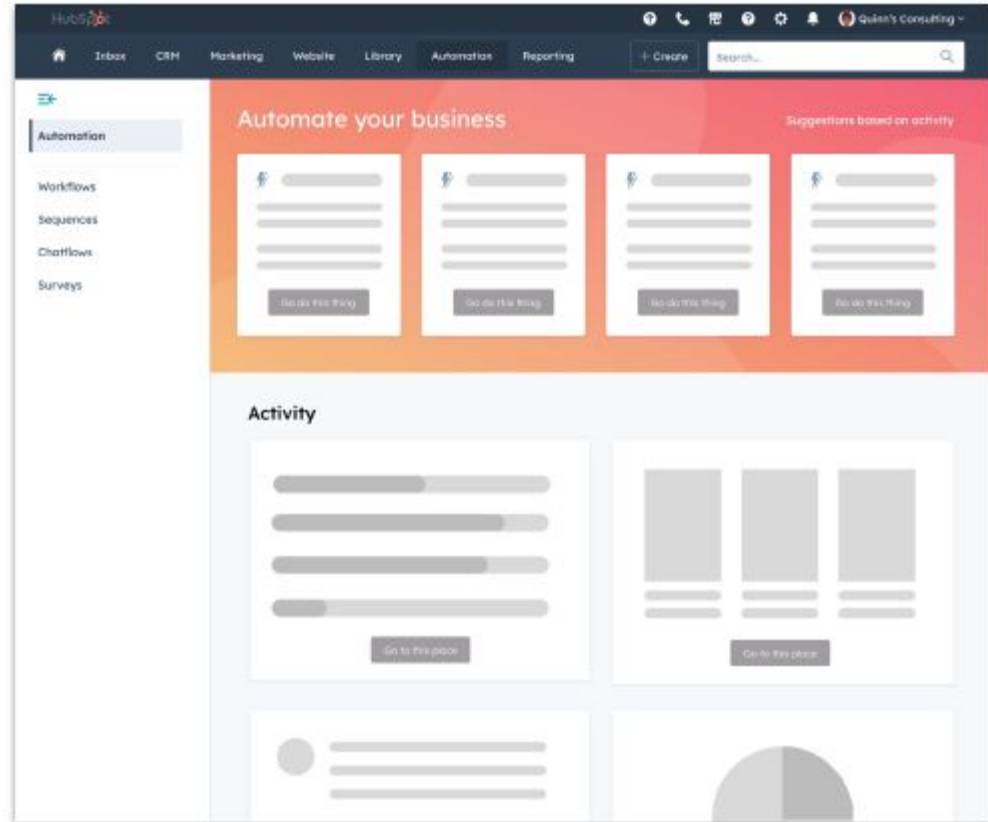 HubSpot
Quinn's Consulting
Inbox CRM Marketing Website Library Automation Reporting + Create Search...
Automation
Workflows
Sequences
Chatflows
Surveys
Automate your business
Suggestions based on activity
Go do this thing Go do this thing Go do this thing Go do this thing
Activity
Go to this place Go to this place